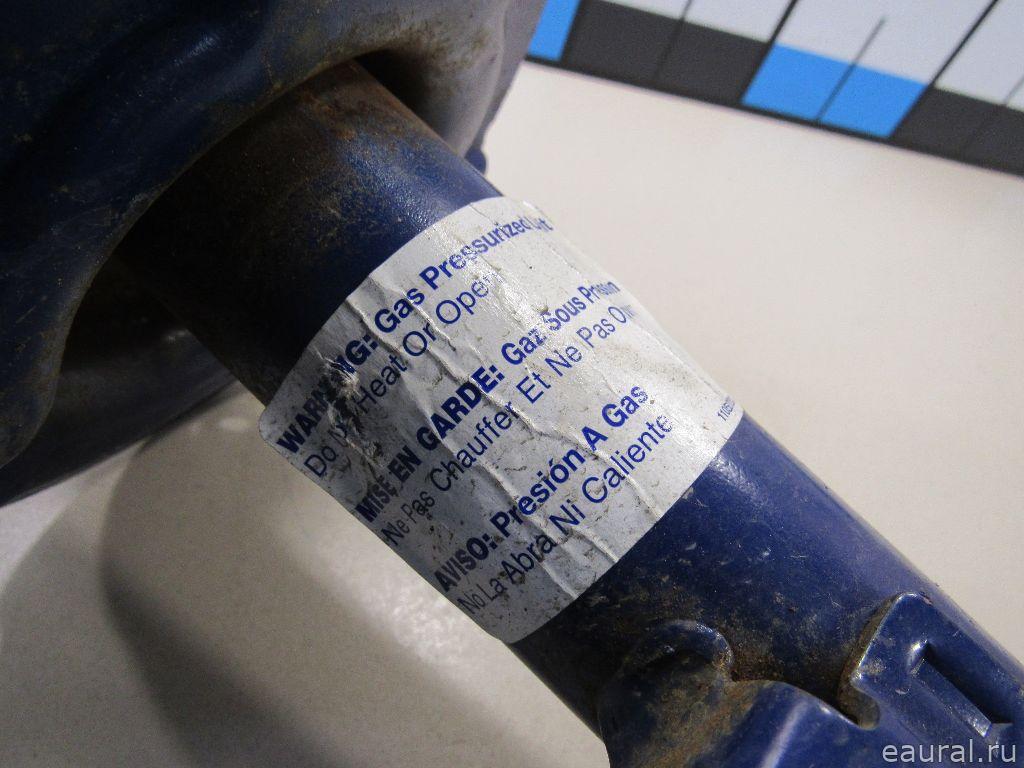 WARNING: Gas Pressurized Unit
Do Not Heat Or Open
MISE EN GARDE: Gaz Sous Pression
Ne Pas Chauffer Et Ne Pas
AVISO: Presión A Gas
No La Abra Ni Caliente
eaural.ru